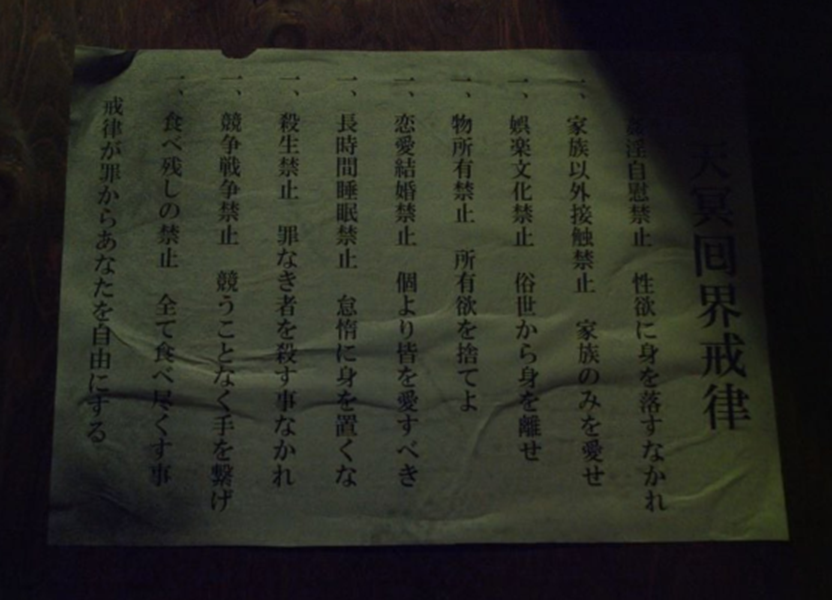 天冥囘界戒律
姦淫自慰禁止　性欲に身を落すなかれ
一、家族以外接触禁止　家族のみを愛せ
一、娯楽文化禁止　俗世から身を離せ
一、物所有禁止　所有欲を捨てよ
一、恋愛結婚禁止　個より皆を愛すべき
一、長時間睡眠禁止　怠惰に身を置くな
一、殺生禁止　罪なき者を殺す事なかれ
一、競争戦争禁止　競うことなく手を繋げ
一、食べ残しの禁止　全て食べ尽くす事
戒律が罪からあなたを自由にする